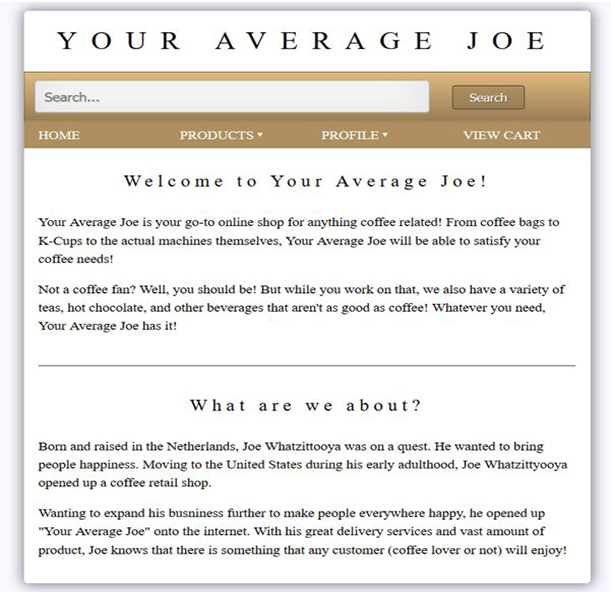 YOUR AVERAGE JOE
Search...
Search
HOME PRODUCTS PROFILE VIEW CART
Welcome to Your Average Joe!
Your Average Joe is your go-to online shop for anything coffee related! From coffee bags to
K-Cups to the actual machines themselves, Your Average Joe will be able to satisfy your
coffee needs!
Not a coffee fan? Well, you should be! But while you work on that, we also have a variety of
teas, hot chocolate, and other beverages that aren't as good as coffee! Whatever you need,
Your Average Joe has it!
What are we about?
Born and raised in the Netherlands, Joe Whatzittooya was on a quest. He wanted to bring
people happiness. Moving to the United States during his early adulthood, Joe Whatzittyooya
opened up a coffee retail shop.
Wanting to expand his busniness further to make people everywhere happy, he opened up
"Your Average Joe" onto the internet. With his great delivery services and vast amount of
product, Joe knows that there is something that any customer (coffee lover or not) will enjoy!